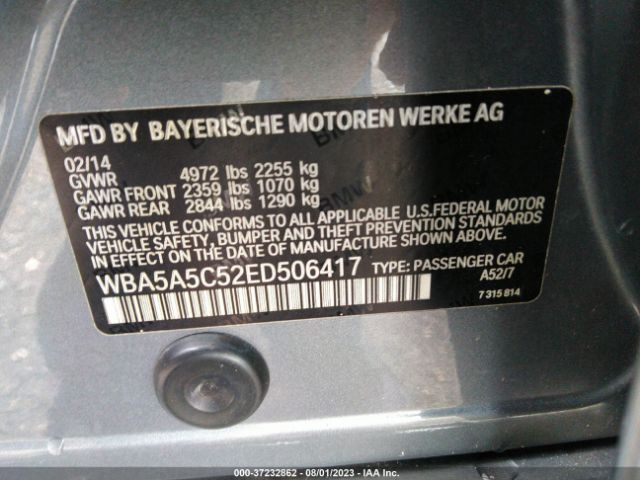 MFD BY BAYERISCHE MOTOREN WERKE AG
02/14
GVWR 4972 lbs 2255 kg
GAWR FRONT 2359 lbs 1070 kg
GAWR REAR 2844 lbs 1290 kg
THIS VEHICLE CONFORMS TO ALL APPLICABLE U.S.FEDERAL MOTOR
VEHICLE SAFETY, BUMPER AND THEFT PREVENTION STANDARDS
IN EFFECT ON THE DATE OF MANUFACTURE SHOWN ABOVE.
WBA5A5C52ED506417 TYPE: PASSENGER CAR
A52/7
7 315 814
000-37232862 - 08/01/2023 - IAA Inc.